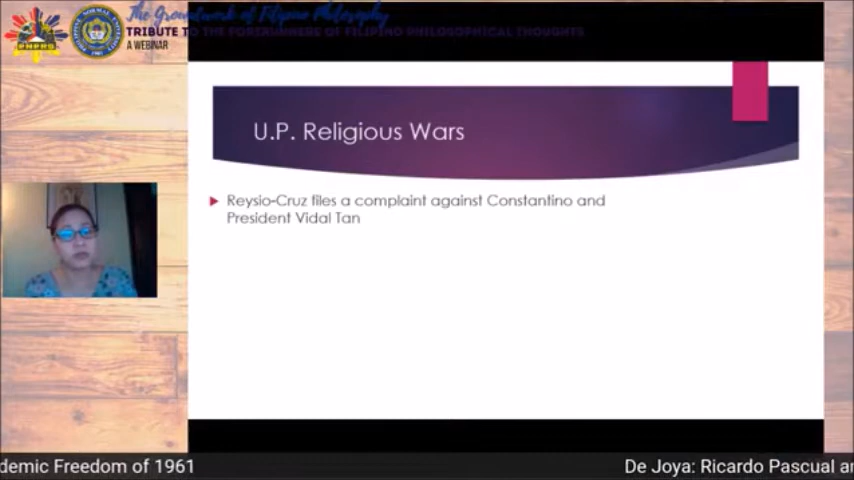 The Groundwork of Filipino Philosophy
TRIBUTE TO THE FORERUNNERS OF FILIPINO PHILOSOPHICAL THOUGHTS
A WEBINAR
PNPRS
U.P. Religious Wars
Reysio-Cruz files a complaint against Constantino and
President Vidal Tan
demic Freedom of 1961
De Joya: Ricardo Pascual an